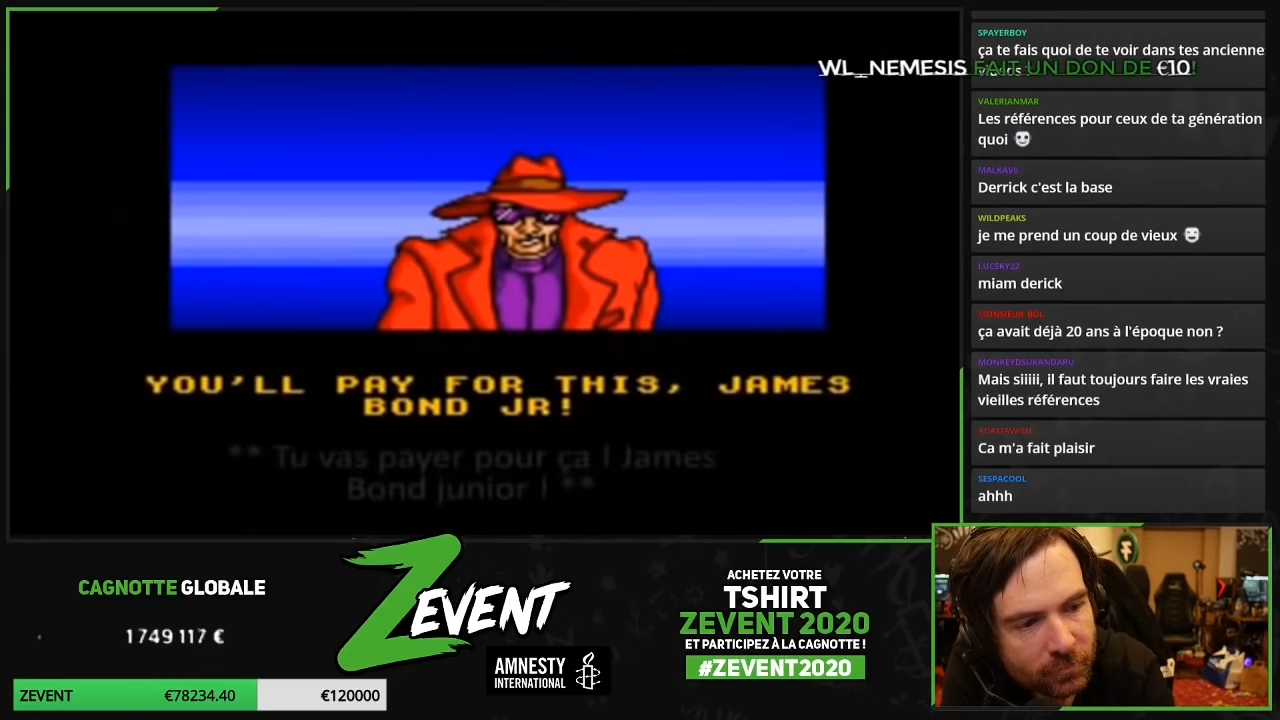 WL_NEMESIS FAIT UN DON DE €10!
YOU'LL PAY FOR THIS, JAMES
BOND JR!
** Tu vas payer pour ça ! James
Bond junior ! **
SPAYERBOY
ça te fais quoi de te voir dans tes ancienne
VALERIANMAR
Les références pour ceux de ta génération
quoi
MALKAV0
Derrick c'est la base
WILDPEAKS
je me prend un coup de vieux
LUCSKY22
miam derick
MONSIEUR BOL
ça avait déjà 20 ans à l'époque non ?
MONKEYDSUKANDARU
Mais siiiii, il faut toujours faire les vraies
vieilles références
ADAMAWISH
Ca m'a fait plaisir
SESPACOOL
ahhh
CAGNOTTE GLOBALE
1 749 117 €
ZEVENT €78234.40 €120000
ZEVENT
AMNESTY
INTERNATIONAL
ACHETEZ VOTRE
TSHIRT
ZEVENT 2020
ET PARTICIPEZ À LA CAGNOTTE !
#ZEVENT2020